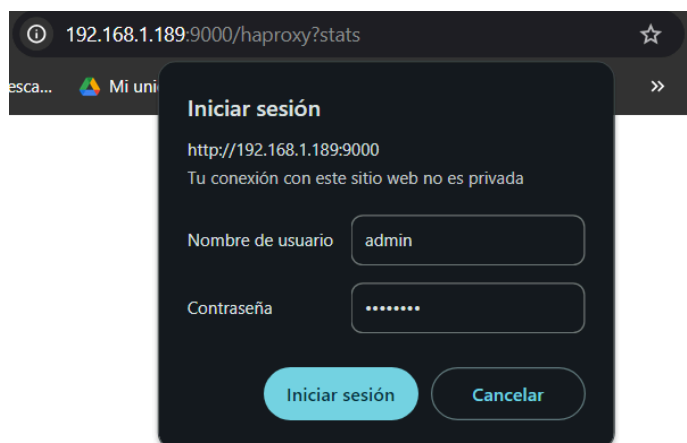 192.168.1.189:9000/haproxy?stats
esca... Mi uni
Iniciar sesión
http://192.168.1.189:9000
Tu conexión con este sitio web no es privada
Nombre de usuario admin
Contraseña ••••••••
Iniciar sesión Cancelar